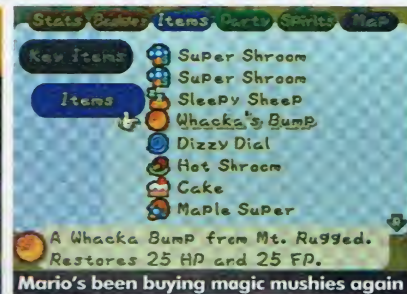 Stats Badges Items Party Spirits Map
Key Items
Items
Super Shroom
Super Shroom
Sleepy Sheep
Whacka's Bump
Dizzy Dial
Hot Shroom
Cake
Maple Super
A Whacka Bump from Mt. Rugged.
Restores 25 HP and 25 FP.
Mario's been buying magic mushies again